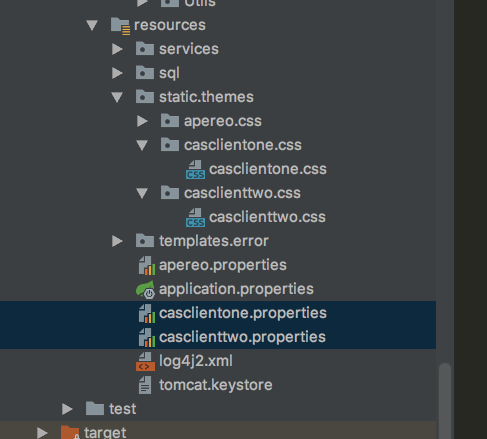 Utils
resources
services
sql
static.themes
apereo.css
casclientone.css
CSS casclientone.css
casclienttwo.css
CSS casclienttwo.css
templates.error
apereo.properties
application.properties
casclientone.properties
casclienttwo.properties
log4j2.xml
tomcat.keystore
test
target